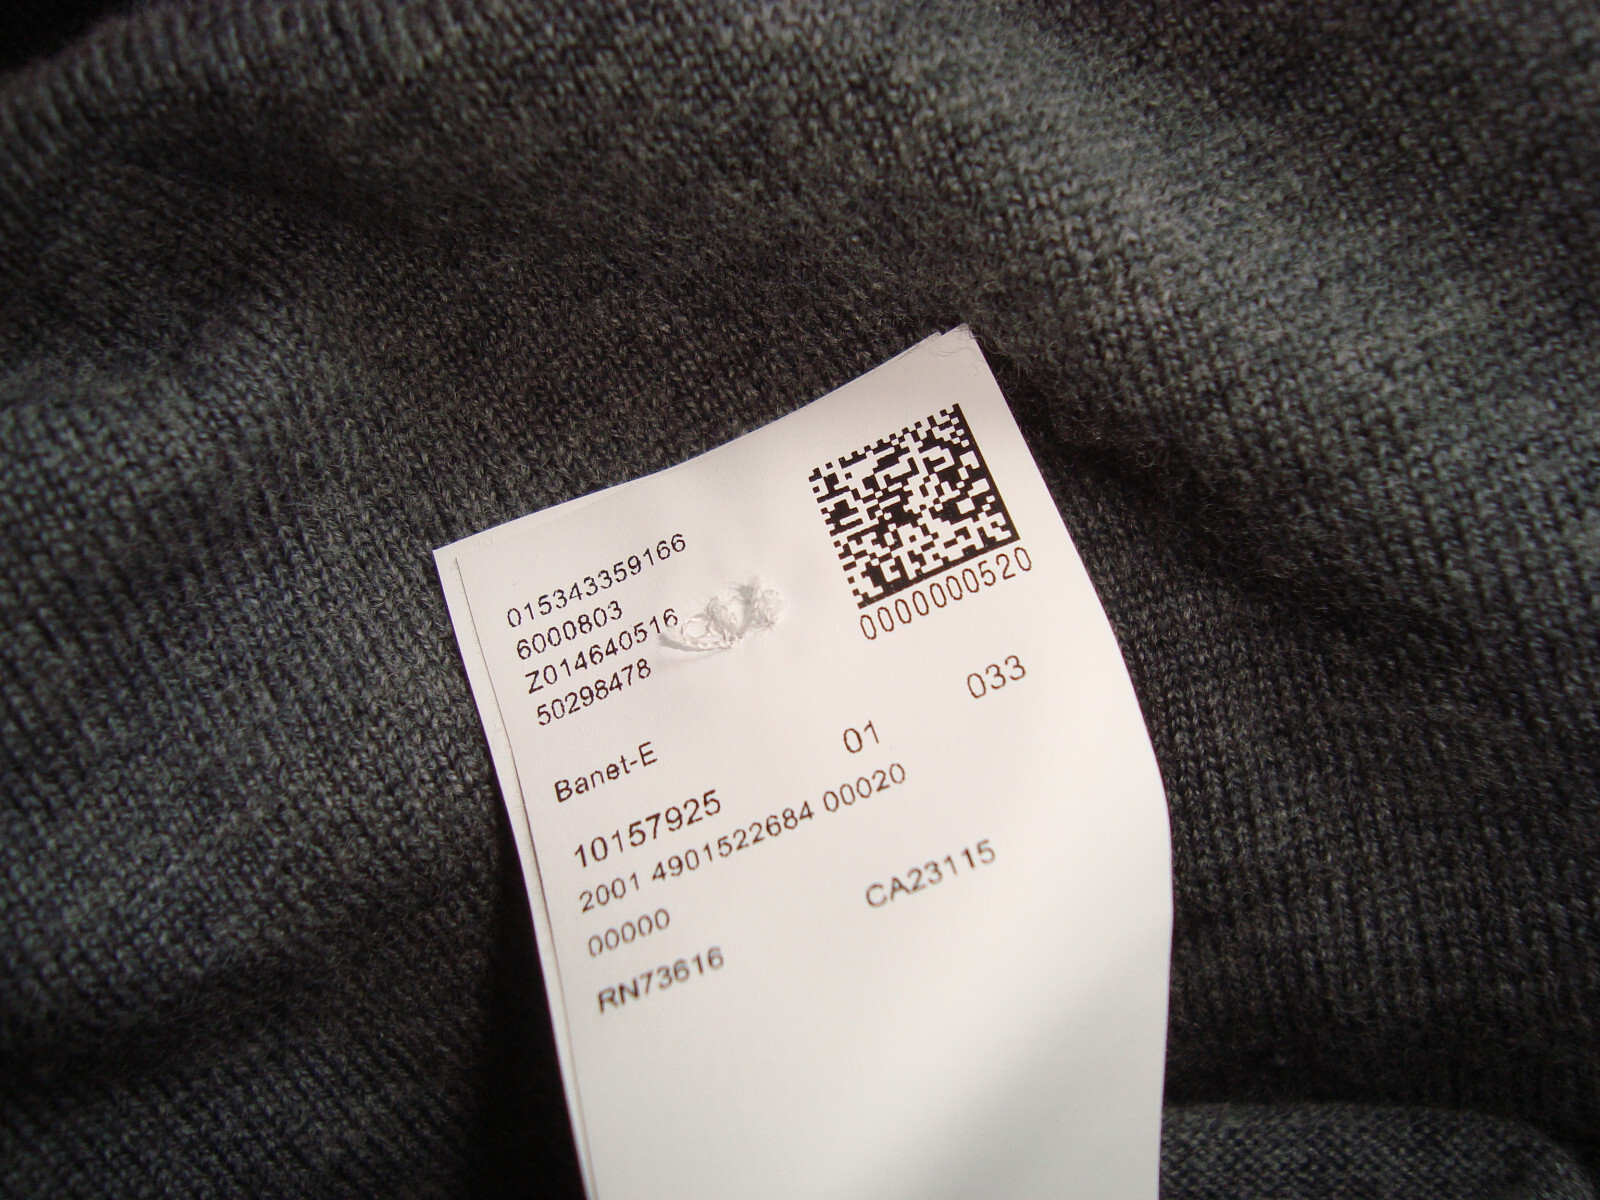 015343359166
6000803
Z014640516
50298478
0000000520
033
Banet-E 01
10157925
2001 4901522684 00020
00000 CA23115
RN73616